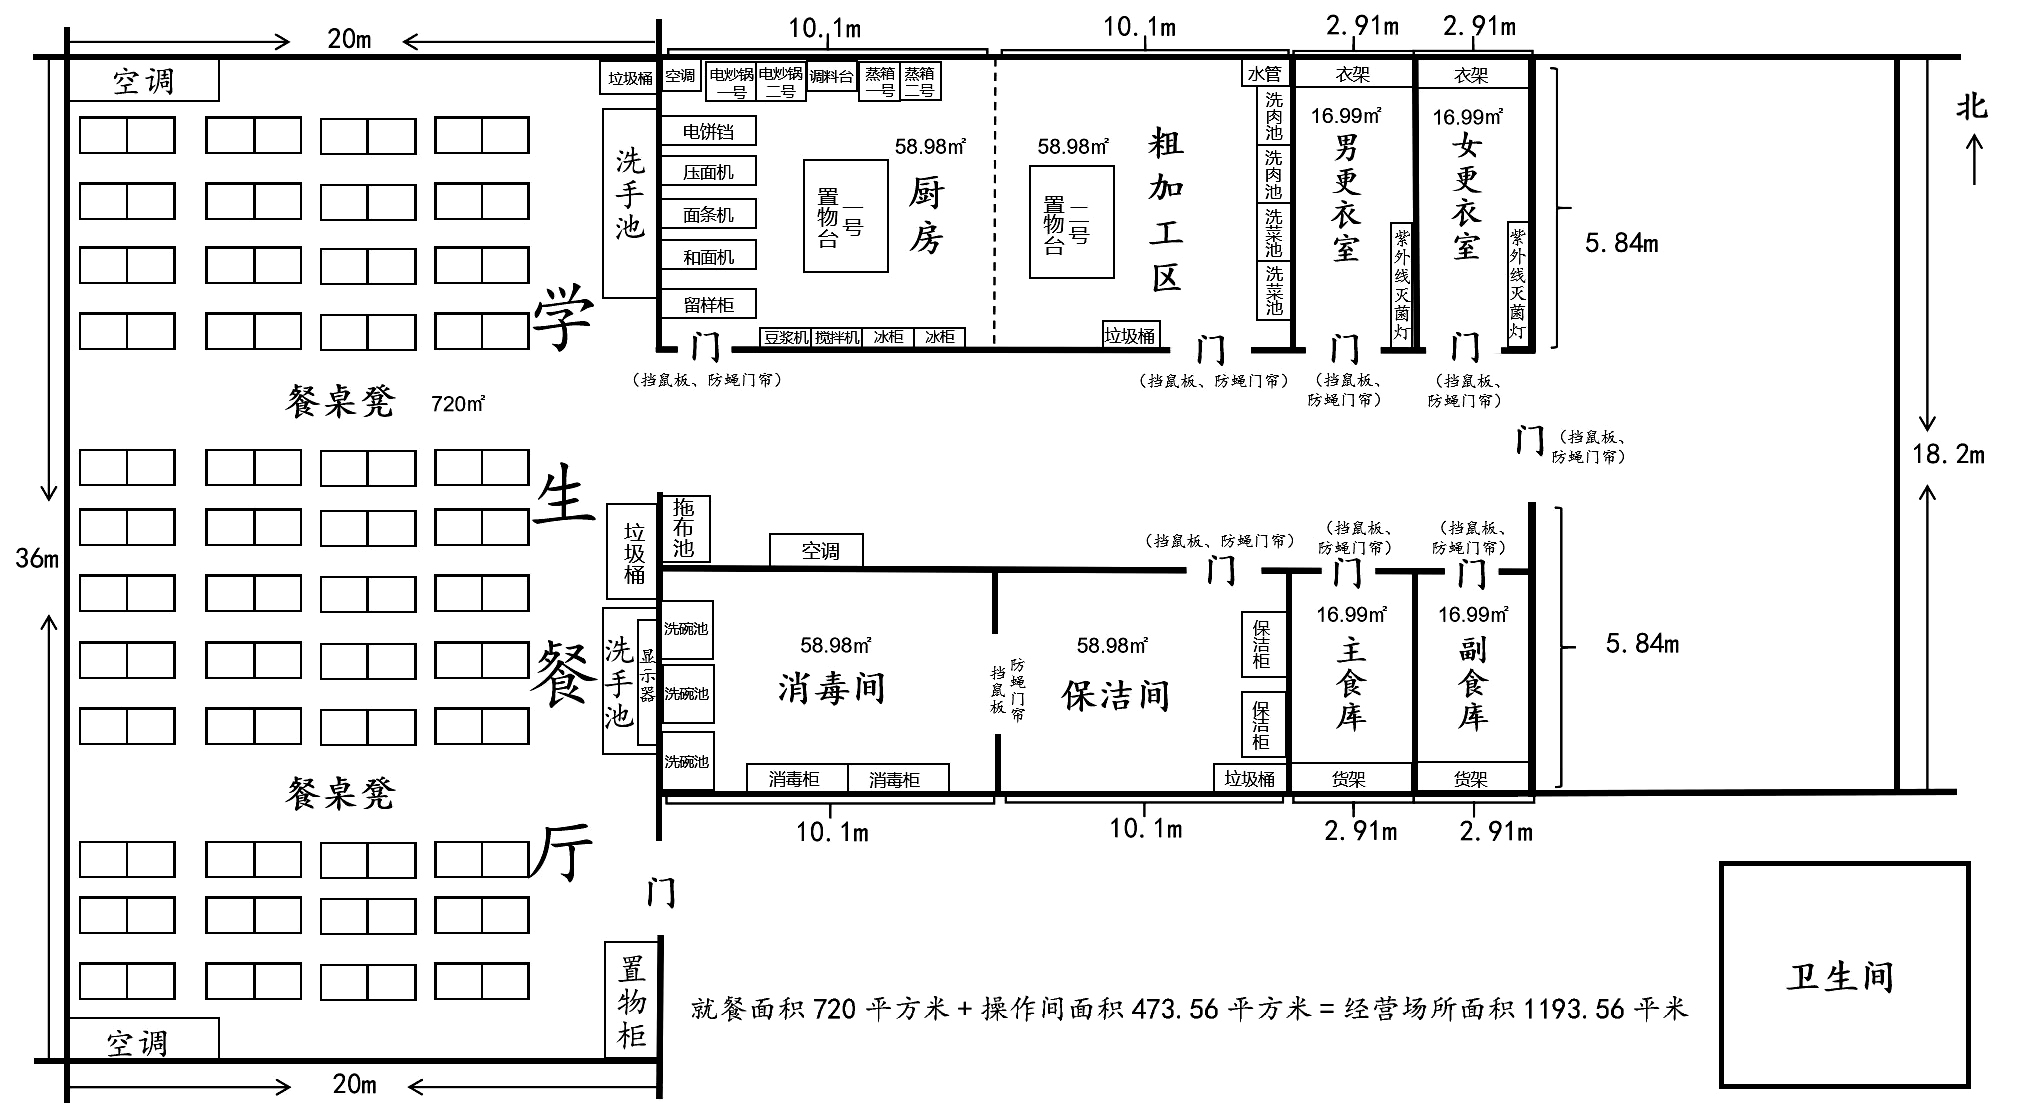 20m
10.1m
10.1m
2.91m
2.91m
空调
垃圾桶
空调
电炒锅
一号
电炒锅
二号
调料台
蒸箱
一号
蒸箱
二号
水管
衣架
衣架
北
洗手池
电饼铛
压面机
面条机
和面机
留样柜
58.98㎡
厨房
置物台
一号
58.98㎡
粗加工区
置物台
二号
洗肉池
洗肉池
洗菜池
洗菜池
16.99㎡
男更衣室
紫外线灭菌灯
16.99㎡
女更衣室
紫外线灭菌灯
5.84m
豆浆机
搅拌机
冰柜
冰柜
垃圾桶
门
门
门
门
（挡鼠板、防蝇门帘）
（挡鼠板、防蝇门帘）
（挡鼠板、
防蝇门帘）
（挡鼠板、
防蝇门帘）
学生餐厅
餐桌凳
720㎡
门
（挡鼠板、
防蝇门帘）
18.2m
36m
垃圾桶
拖布池
空调
（挡鼠板、防蝇门帘）
（挡鼠板、
防蝇门帘）
（挡鼠板、
防蝇门帘）
门
门
门
洗手池
显示器
洗碗池
洗碗池
洗碗池
58.98㎡
消毒间
防蝇门帘
挡鼠板
58.98㎡
保洁间
保洁柜
保洁柜
16.99㎡
主食库
16.99㎡
副食库
5.84m
消毒柜
消毒柜
垃圾桶
货架
货架
餐桌凳
10.1m
10.1m
2.91m
2.91m
门
置物柜
卫生间
就餐面积720平方米+操作间面积473.56平方米=经营场所面积1193.56平米
空调
20m